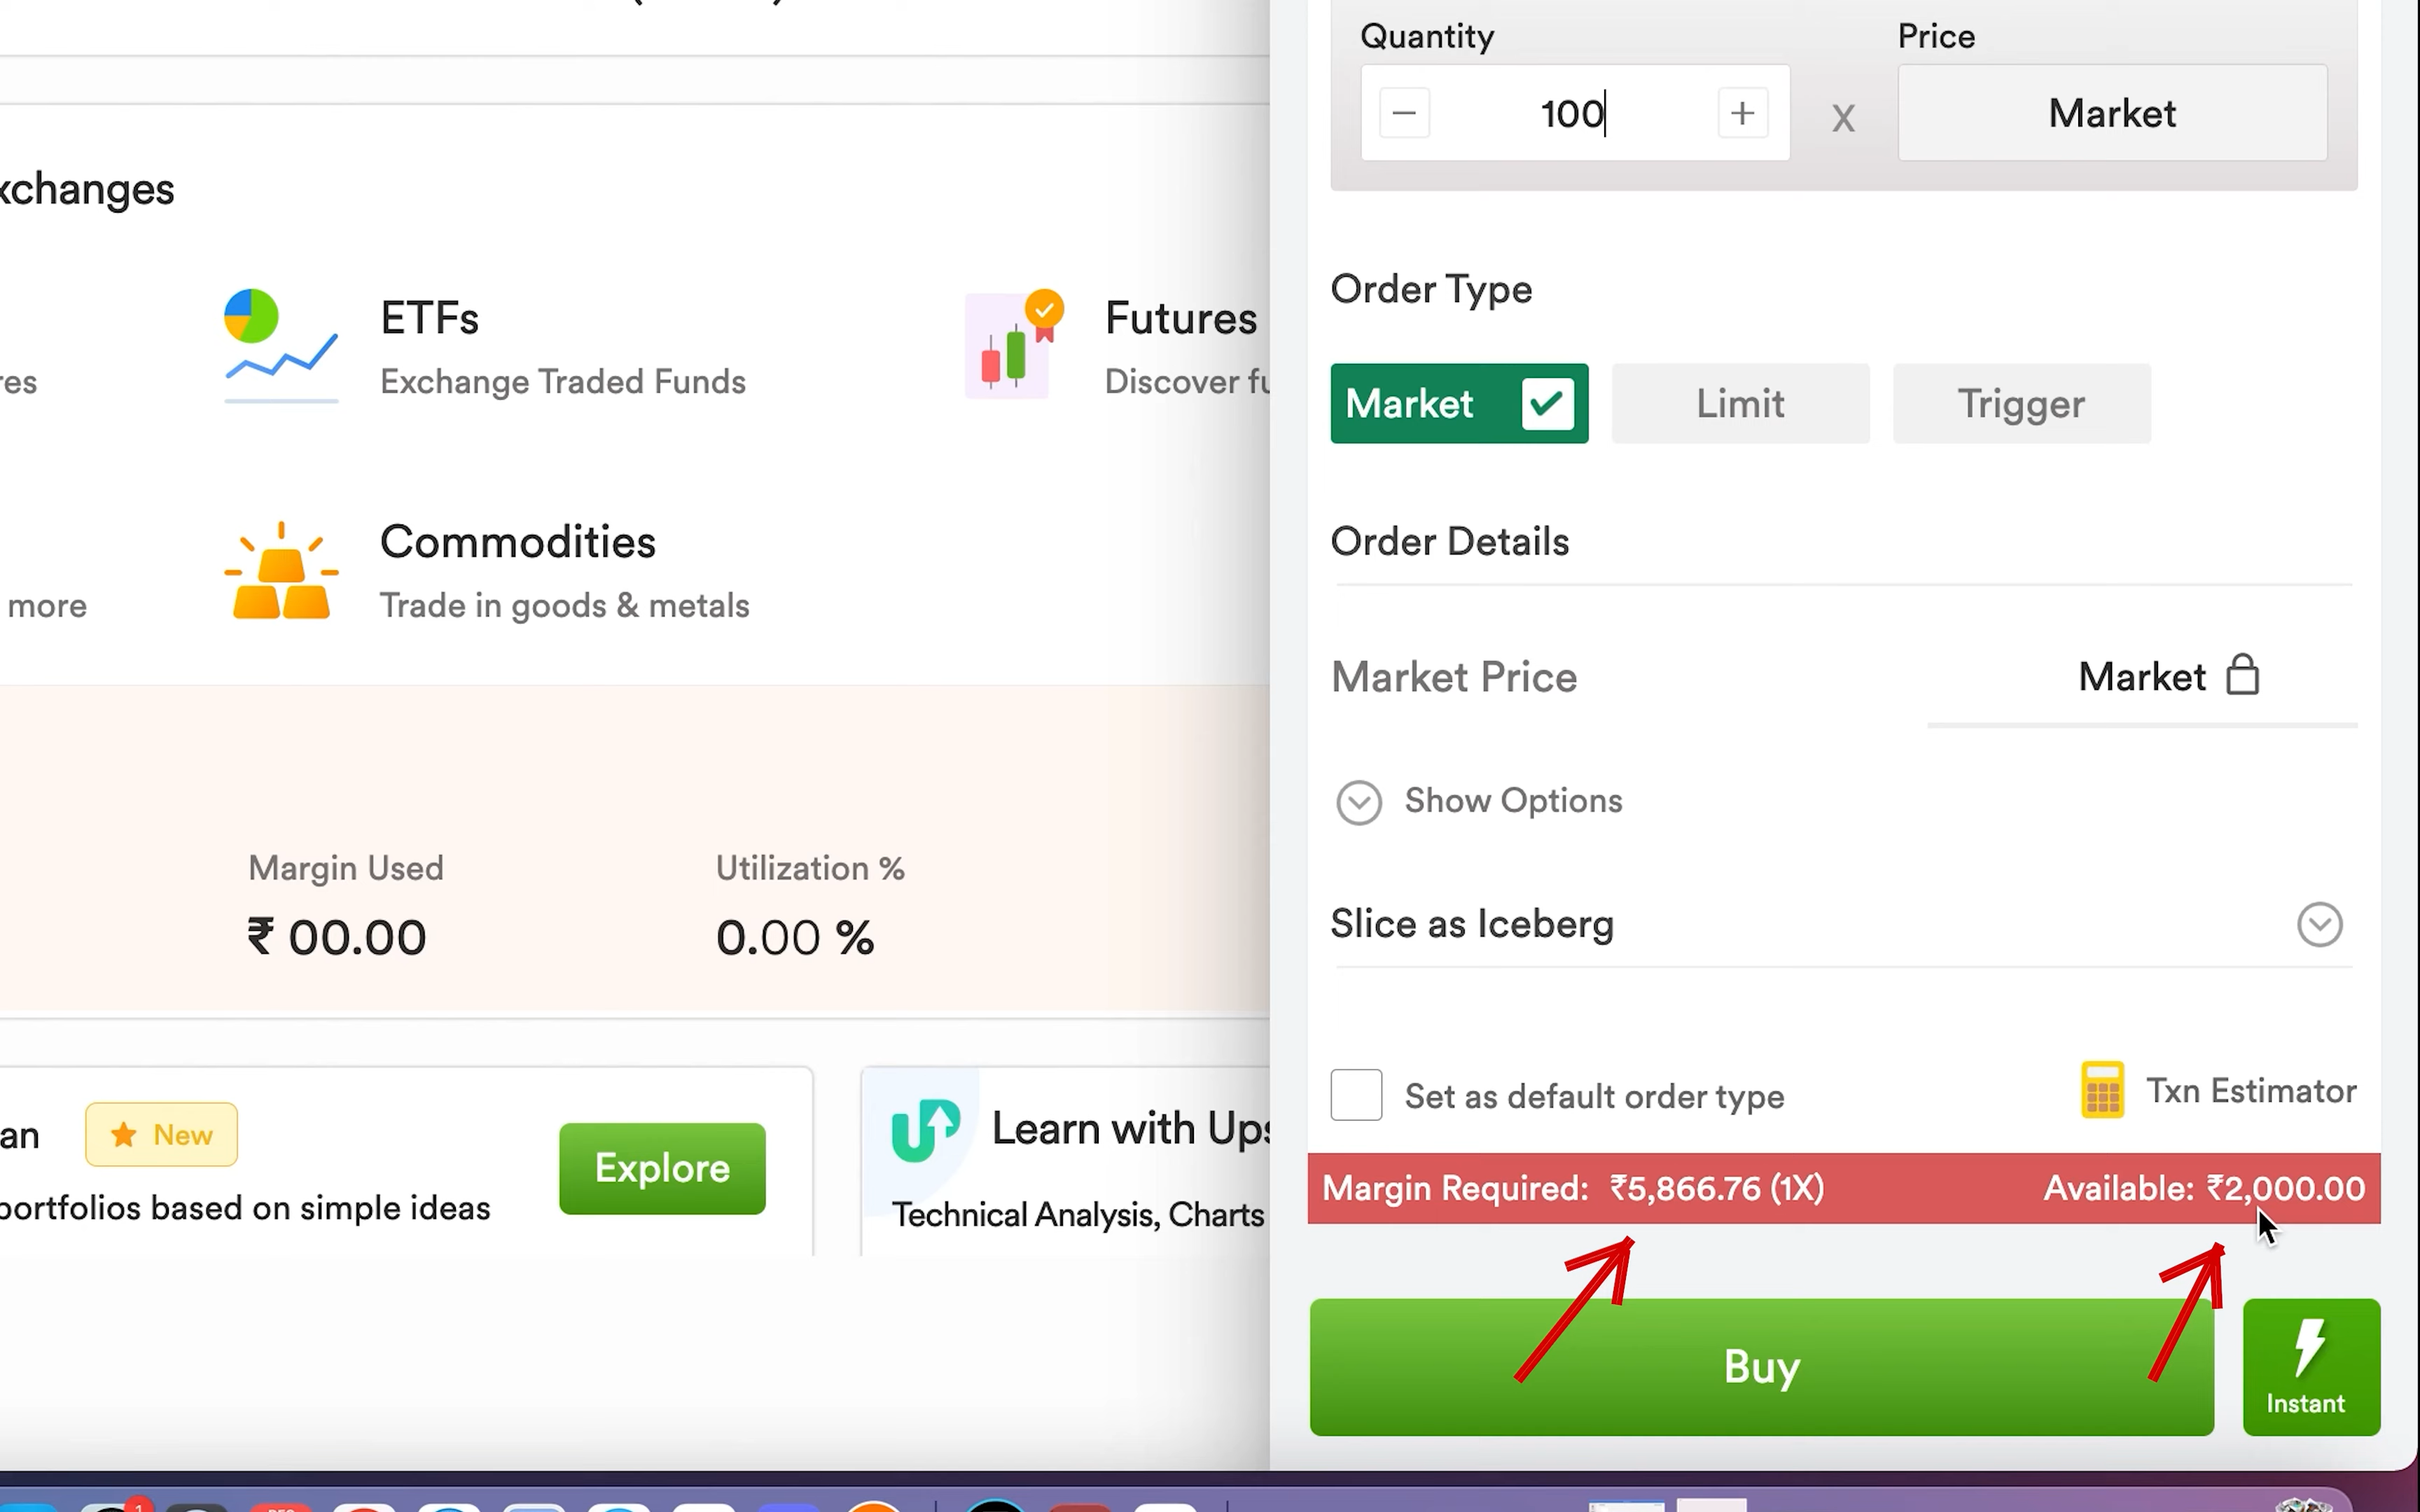 Quantity
Price
100
X
Market
xchanges
Order Type
ETFs
Exchange Traded Funds
Futures
Discover fu
res
Market
Limit
Trigger
Order Details
Commodities
Trade in goods & metals
more
Market Price
Market
Show Options
Margin Used
₹ 00.00
Utilization %
0.00 %
Slice as Iceberg
Set as default order type
Txn Estimator
an
New
Explore
portfolios based on simple ideas
Learn with Ups
Technical Analysis, Charts
Margin Required: ₹5,866.76 (1X)
Available: ₹2,000.00
Buy
Instant
1